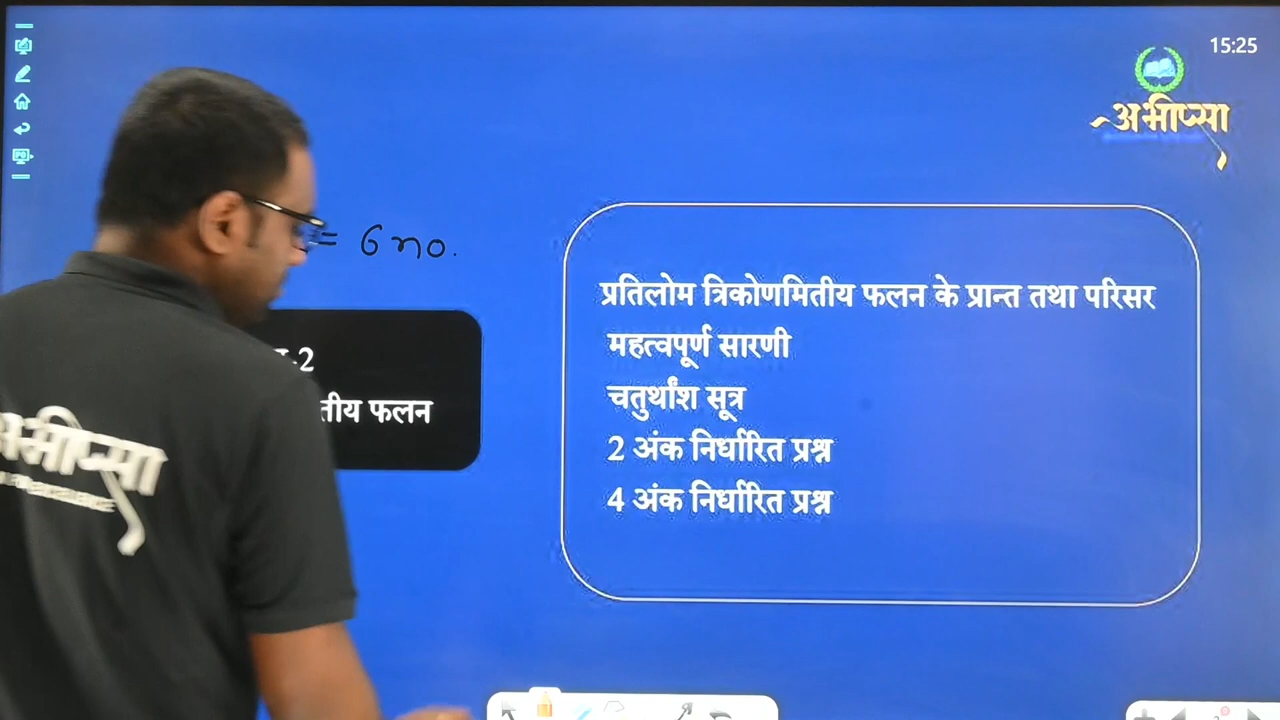 15:25
अभीप्सा
= 6 no.
-2
तीय फलन
प्रतिलोम त्रिकोणमितीय फलन के प्रान्त तथा परिसर
महत्वपूर्ण सारणी
चतुर्थांश सूत्र
2 अंक निर्धारित प्रश्न
4 अंक निर्धारित प्रश्न
अभीप्सा